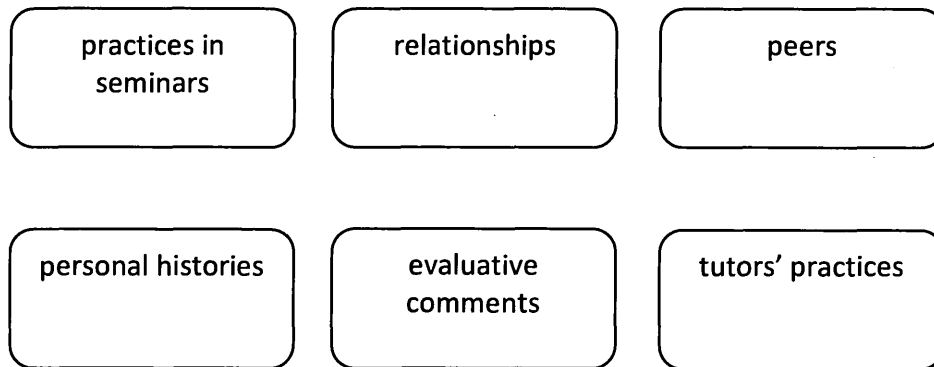 practices in
seminars
relationships
peers
personal histories
evaluative
comments
tutors' practices